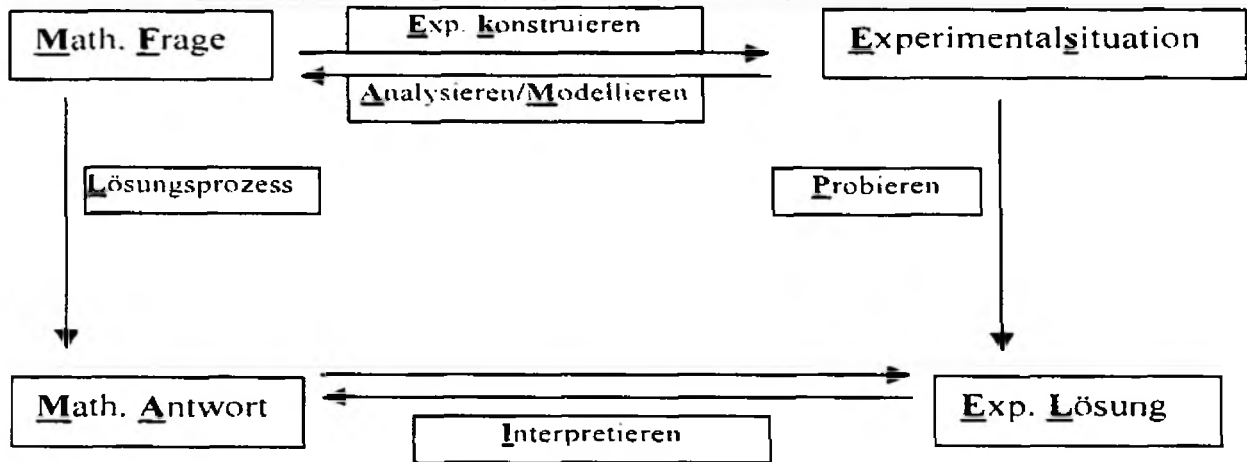 Math. Frage
Exp. konstruieren
Experimentalsituation
Analysieren/Modellieren
Lösungsprozess
Probieren
Math. Antwort
Exp. Lösung
Interpretieren